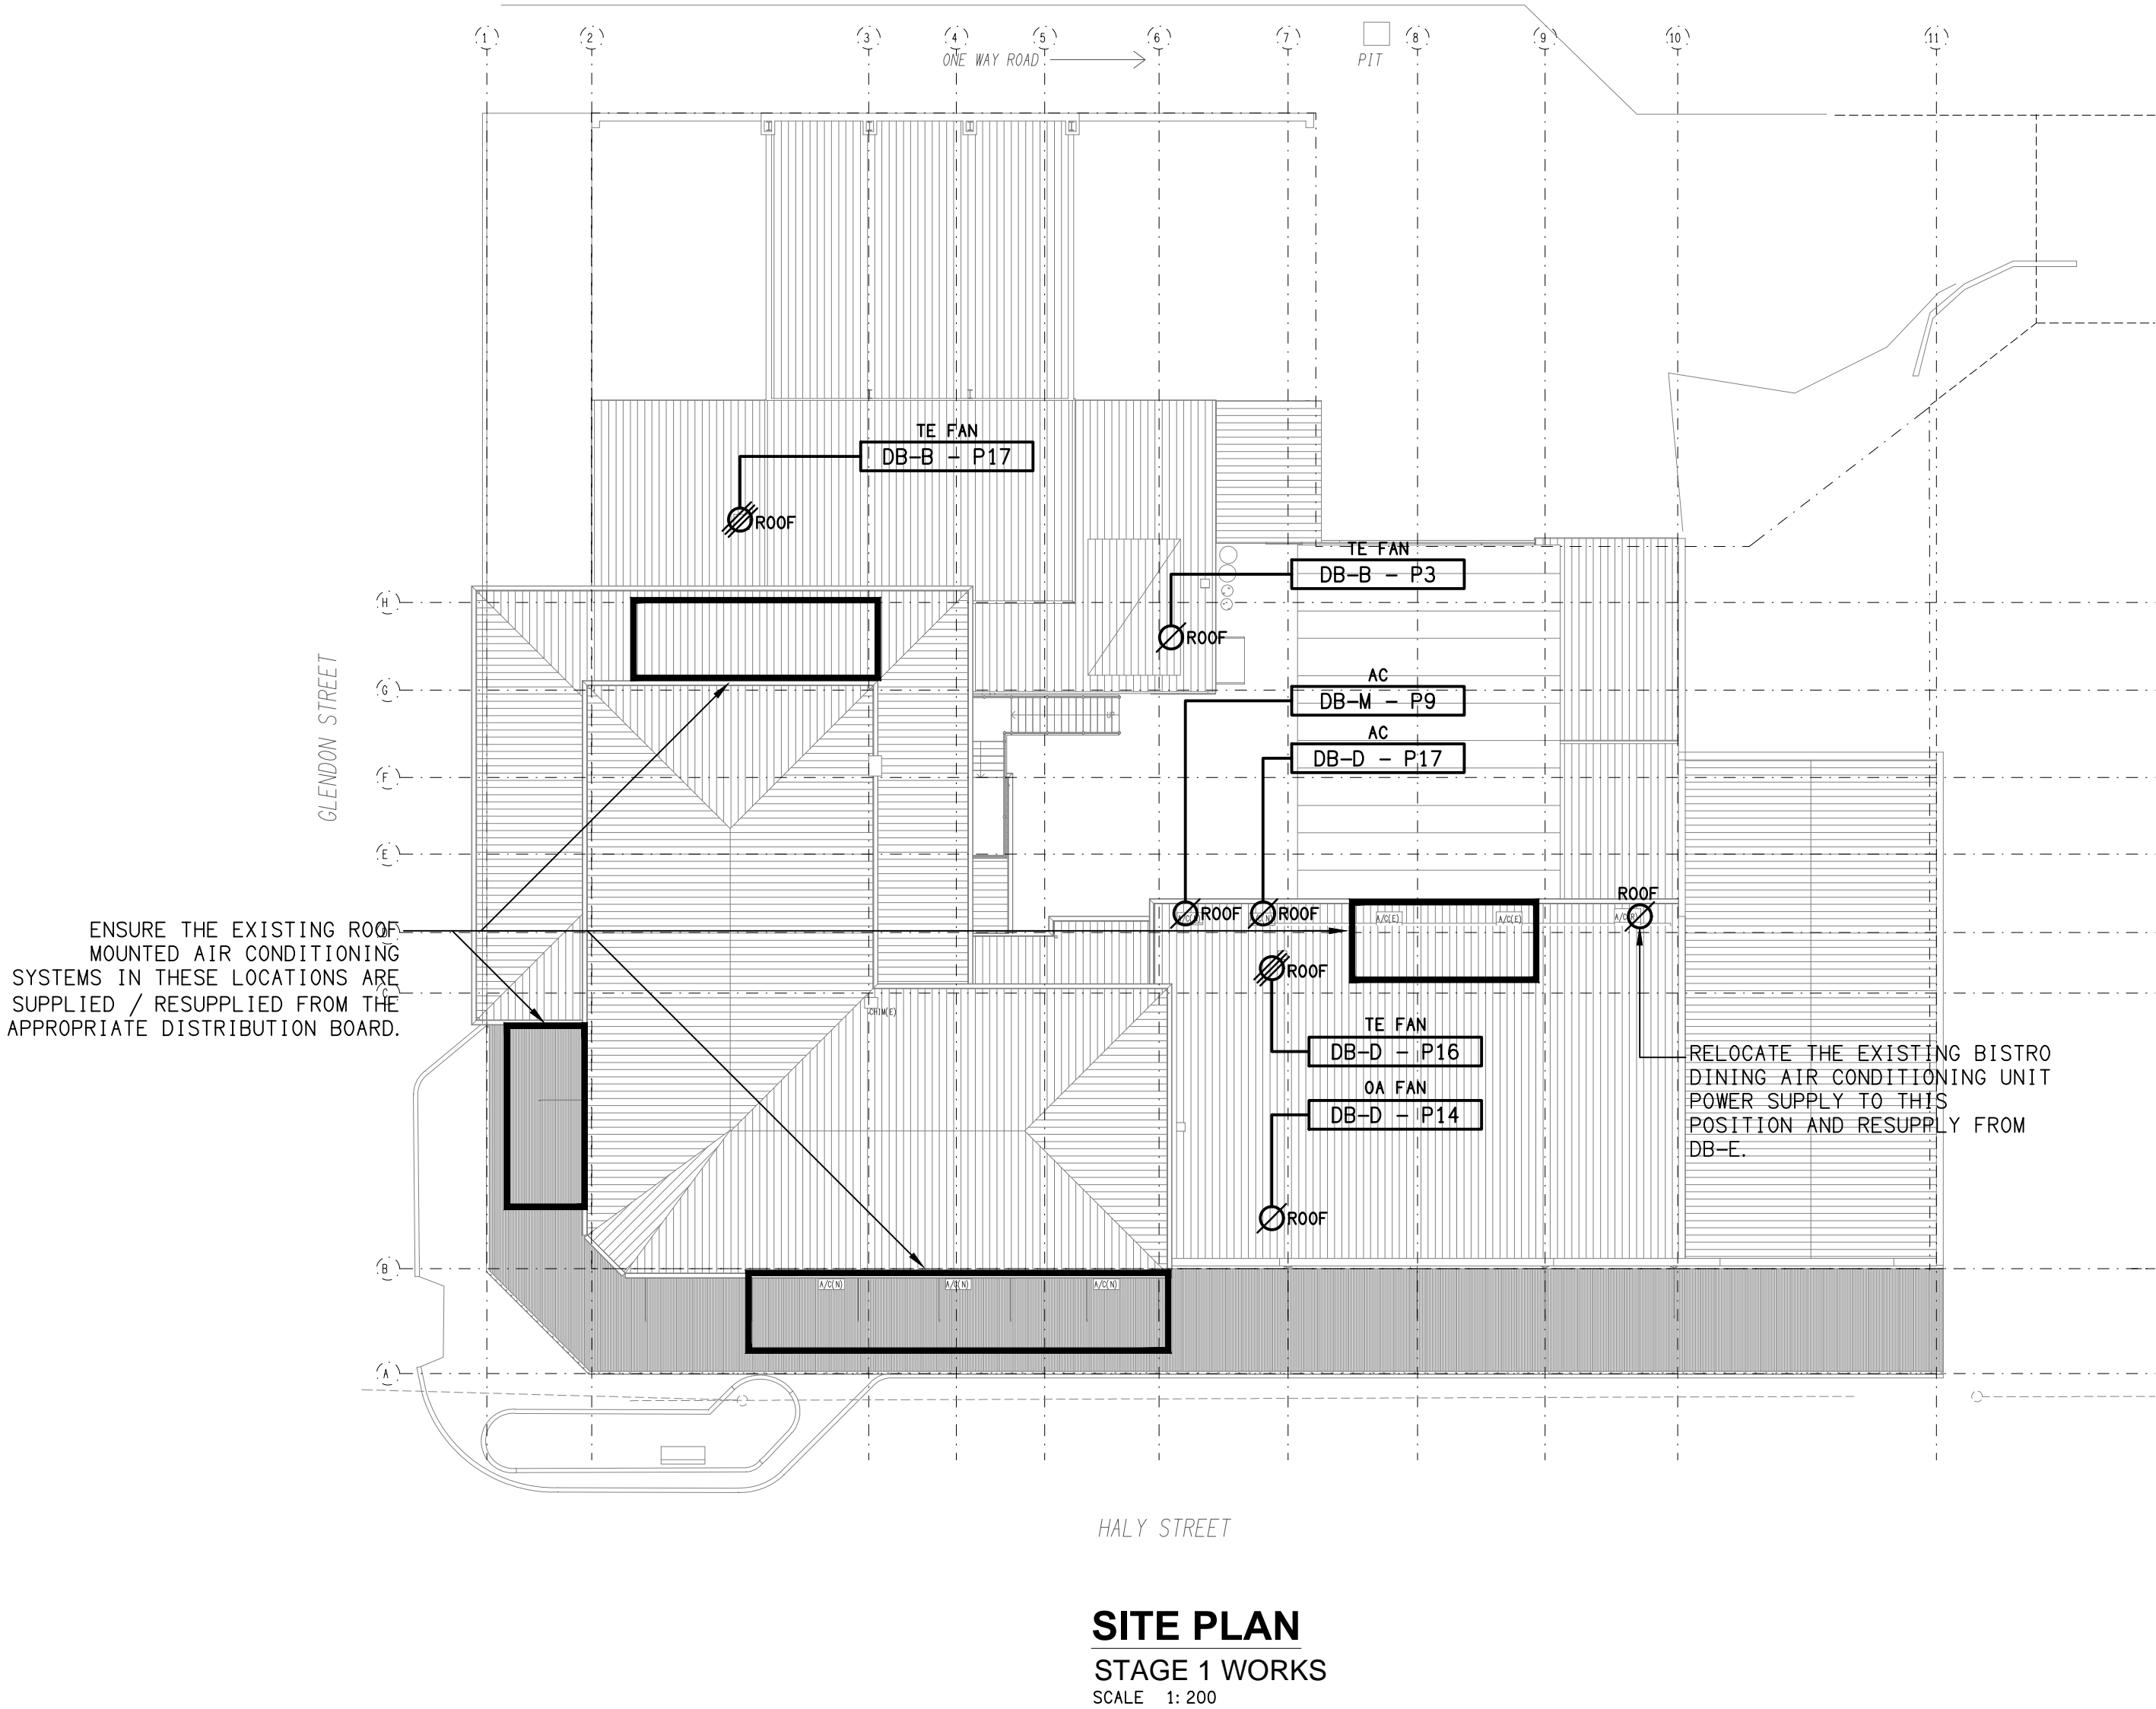 1 2 3 4 5 6 7 8 9 10 11
ONE WAY ROAD
PIT
TE FAN
DB-B - P17
ROOF
TE FAN
DB-B - P3
ROOF
H
G
AC
DB-M - P9
AC
DB-D - P17
UP
GLENDON STREET
F
E
ROOF
ROOF
ROOF
A/C(E)
A/C(E)
ENSURE THE EXISTING ROOF
MOUNTED AIR CONDITIONING
SYSTEMS IN THESE LOCATIONS ARE
SUPPLIED / RESUPPLIED FROM THE
APPROPRIATE DISTRIBUTION BOARD.
C
ROOF
CHIM(E)
TE FAN
DB-D - P16
OA FAN
DB-D - P14
ROOF
RELOCATE THE EXISTING BISTRO
DINING AIR CONDITIONING UNIT
POWER SUPPLY TO THIS
POSITION AND RESUPPLY FROM
DB-E.
B
A/C(N)
A/C(N)
A/C(N)
A
HALY STREET
SITE PLAN
STAGE 1 WORKS
SCALE 1: 200